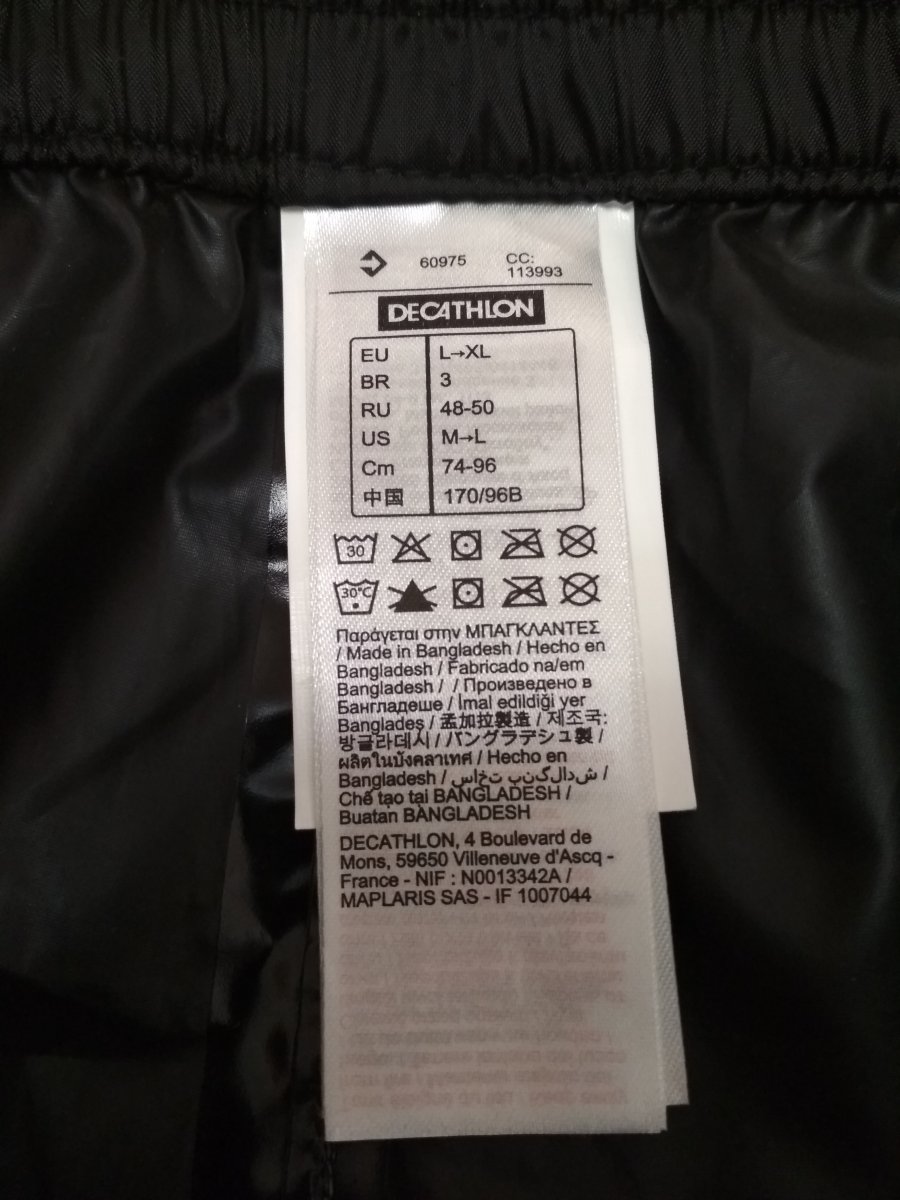 60975 CC:
113993
DECATHLON
EU L→XL
BR 3
RU 48-50
US M→L
Cm 74-96
中国 170/96B
30
30°C
Παράγεται στην ΜΠΑΓΚΛΑΝΤΕΣ
/ Made in Bangladesh / Hecho en
Bangladesh / Fabricado na/em
Bangladesh / / Произведено в
Бангладеше / İmal edildiği yer
Bangladeş / 孟加拉製造 / 제조국:
방글라데시 / バングラデシュ製 /
ผลิตในบังคลาเทศ / Hecho en
Bangladesh / ساخت بنگلادش /
Chế tạo tại BANGLADESH /
Buatan BANGLADESH
DECATHLON, 4 Boulevard de
Mons, 59650 Villeneuve d'Ascq -
France - NIF : N0013342A /
MAPLARIS SAS - IF 1007044